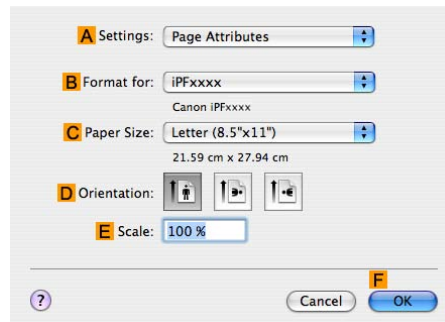 A Settings: Page Attributes
B Format for: iPFxxxx
Canon iPFxxxx
C Paper Size: Letter (8.5"x11")
21.59 cm x 27.94 cm
D Orientation:
E Scale: 100 %
F
? Cancel OK